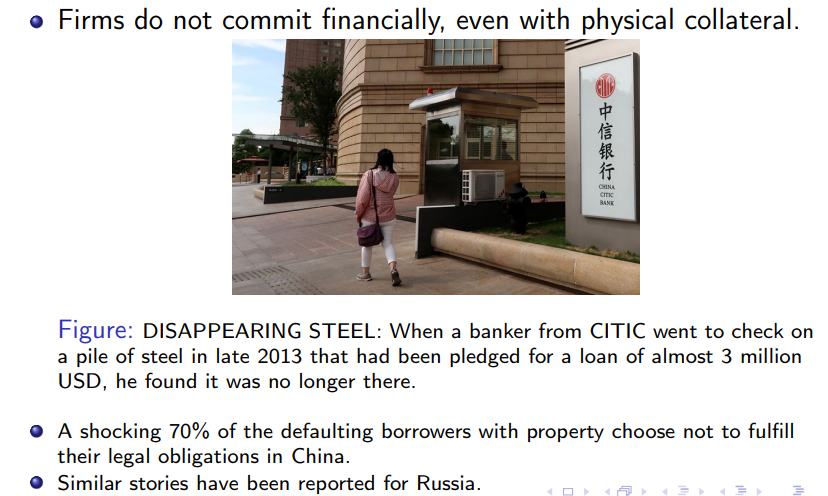 Firms do not commit financially, even with physical collateral.
中信银行
CHINA
CITIC
BANK
Figure: DISAPPEARING STEEL: When a banker from CITIC went to check on
a pile of steel in late 2013 that had been pledged for a loan of almost 3 million
USD, he found it was no longer there.
A shocking 70% of the defaulting borrowers with property choose not to fulfill
their legal obligations in China.
Similar stories have been reported for Russia.